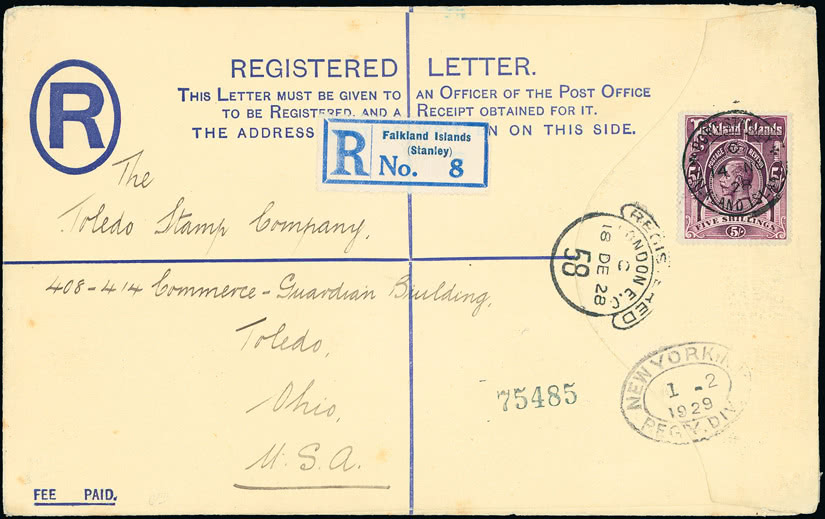 R
REGISTERED LETTER.
THIS LETTER MUST BE GIVEN TO AN OFFICER OF THE POST OFFICE
TO BE REGISTERED, AND A RECEIPT OBTAINED FOR IT.
THE ADDRESS ON THIS SIDE.
R
Falkland Islands
(Stanley)
No. 8
Falkland Islands
FIVE SHILLINGS
5/-
The
Toledo Stamp Company,
408-414 Commerce-Guardian Building,
Toledo,
Ohio,
U.S.A.
REGISTERED
LONDON E.C.
C
18 DE 28
58
NEW YORK, N.Y.
1-2
1929
REG'Y. DIV.
75485
FEE PAID.